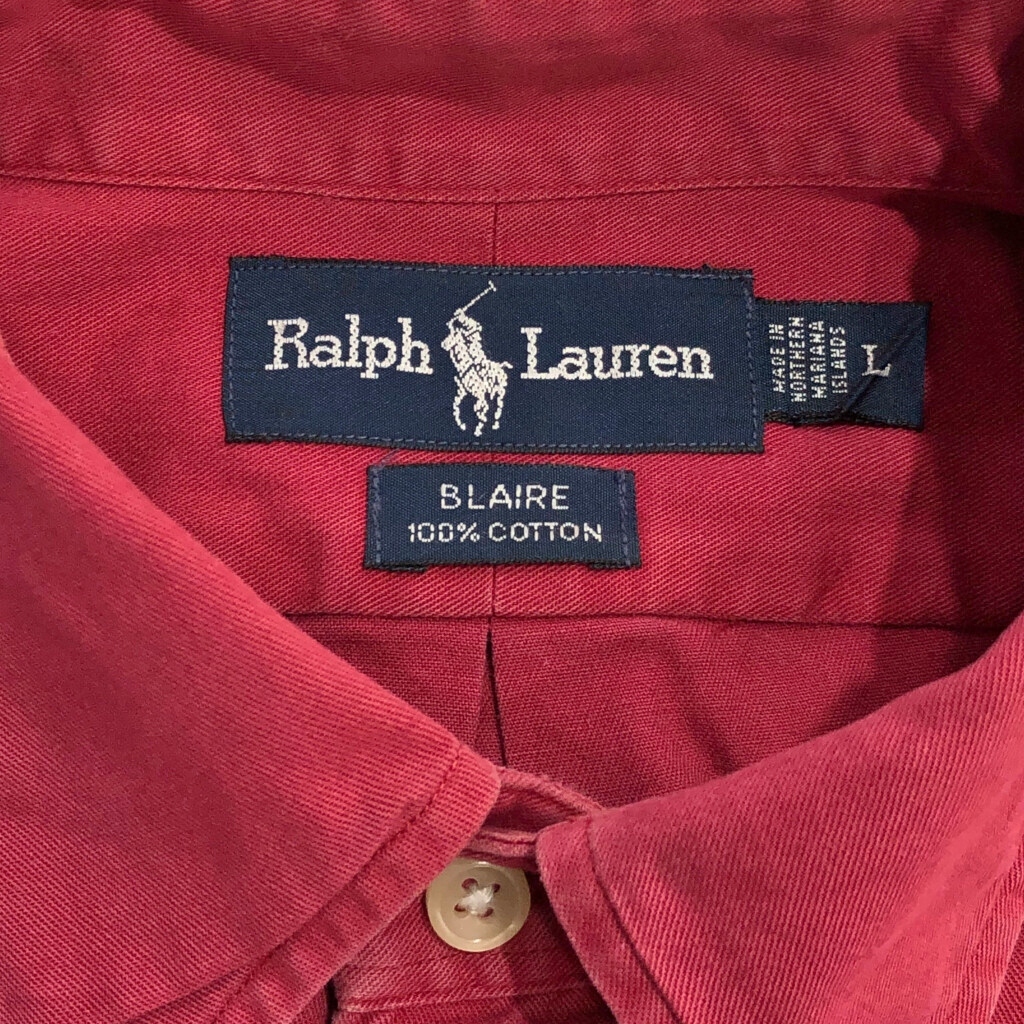 Ralph Lauren
MADE IN
NORTHERN
MARIANA
ISLANDS
L
BLAIRE
100% COTTON